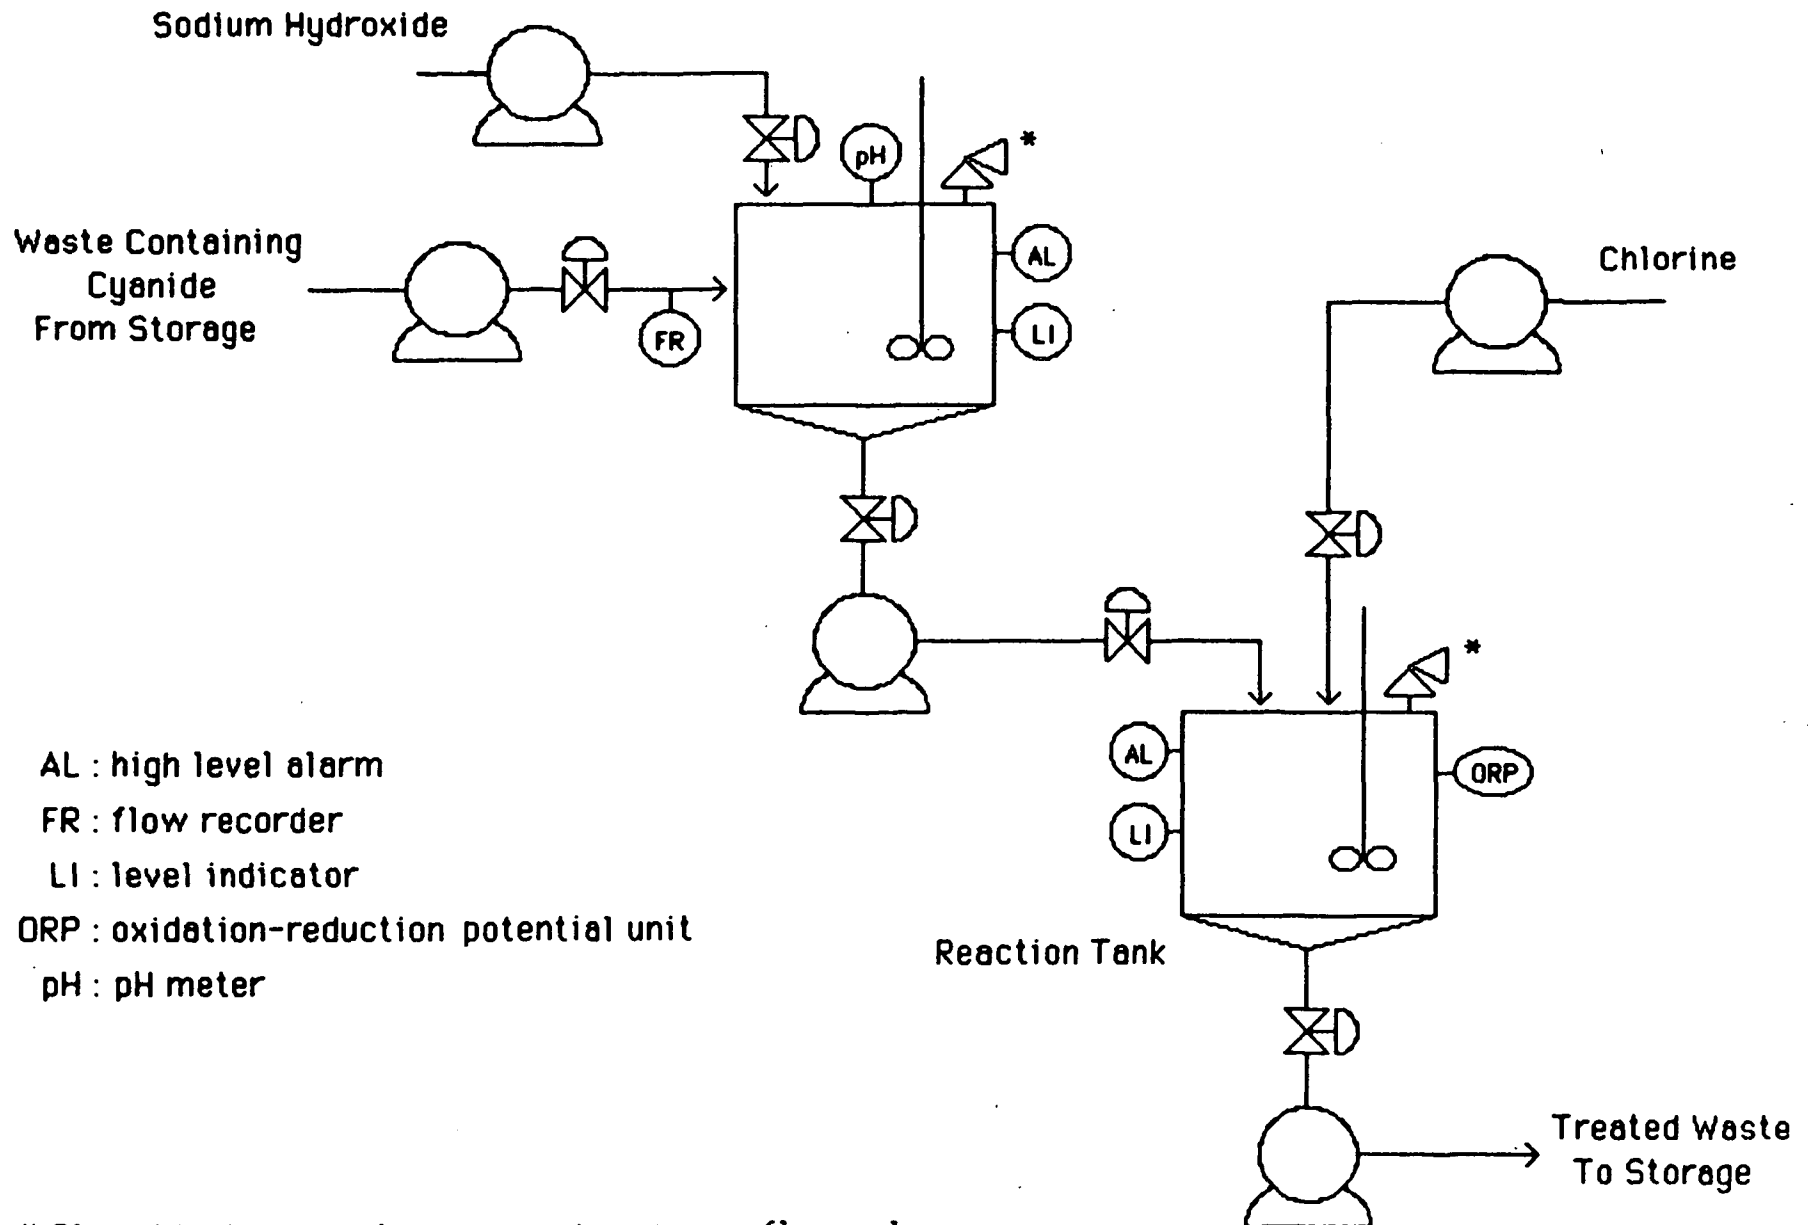 Sodium Hydroxide
pH
*
Waste Containing
Cyanide
From Storage
AL
FR
LI
Chlorine
*
AL
ORP
LI
AL : high level alarm
FR : flow recorder
LI : level indicator
ORP : oxidation-reduction potential unit
pH : pH meter
Reaction Tank
Treated Waste
To Storage